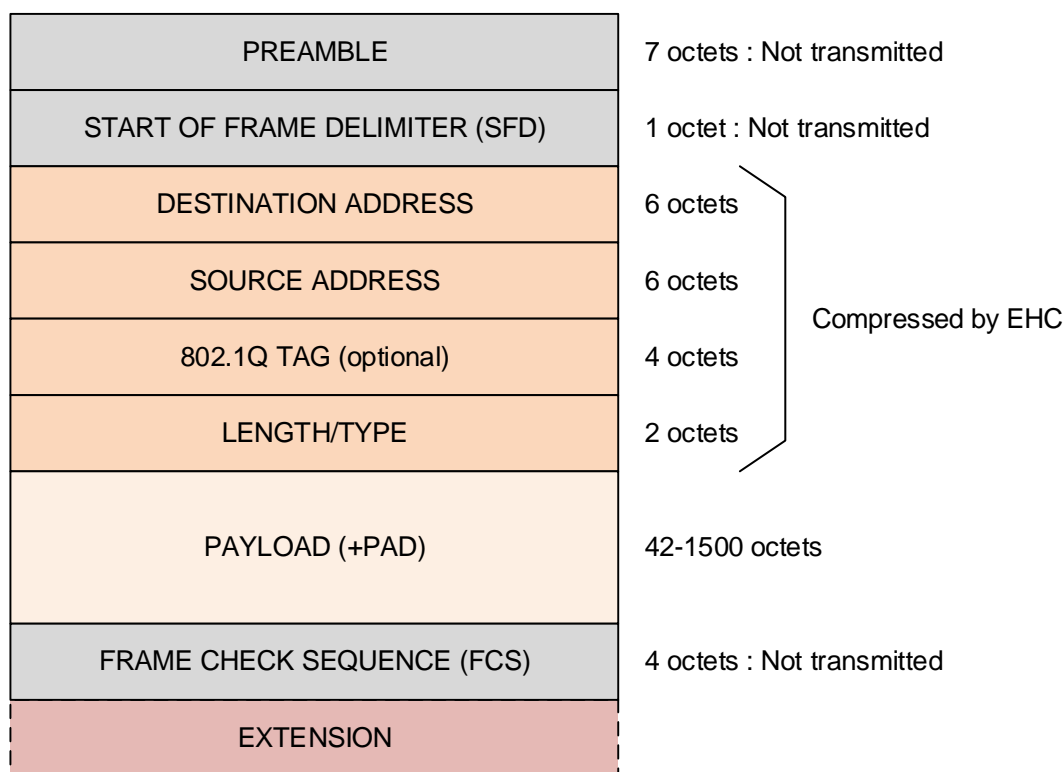 PREAMBLE 7 octets : Not transmitted
START OF FRAME DELIMITER (SFD) 1 octet : Not transmitted
DESTINATION ADDRESS 6 octets
SOURCE ADDRESS 6 octets
Compressed by EHC
802.1Q TAG (optional) 4 octets
LENGTH/TYPE 2 octets
PAYLOAD (+PAD) 42-1500 octets
FRAME CHECK SEQUENCE (FCS) 4 octets : Not transmitted
EXTENSION